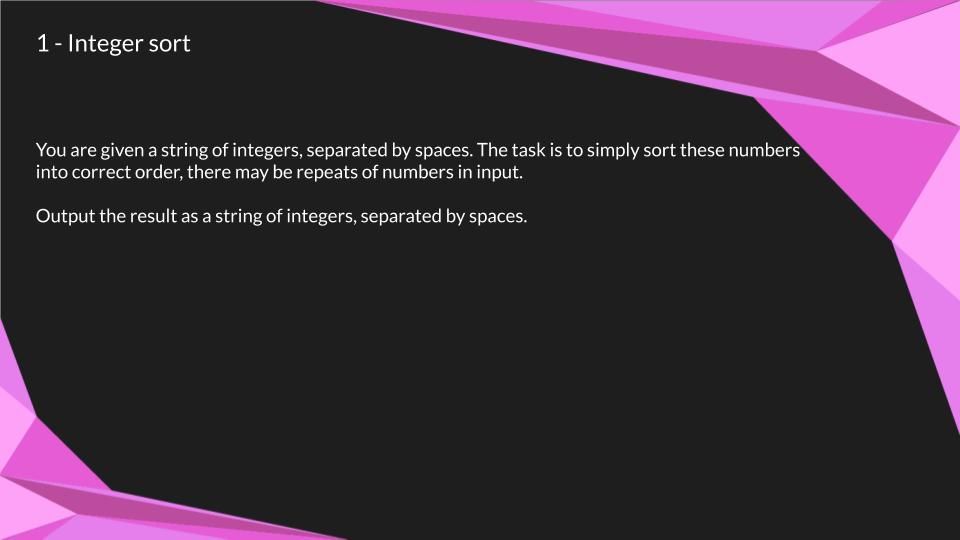 1 - Integer sort
You are given a string of integers, separated by spaces. The task is to simply sort these numbers
into correct order, there may be repeats of numbers in input.
Output the result as a string of integers, separated by spaces.